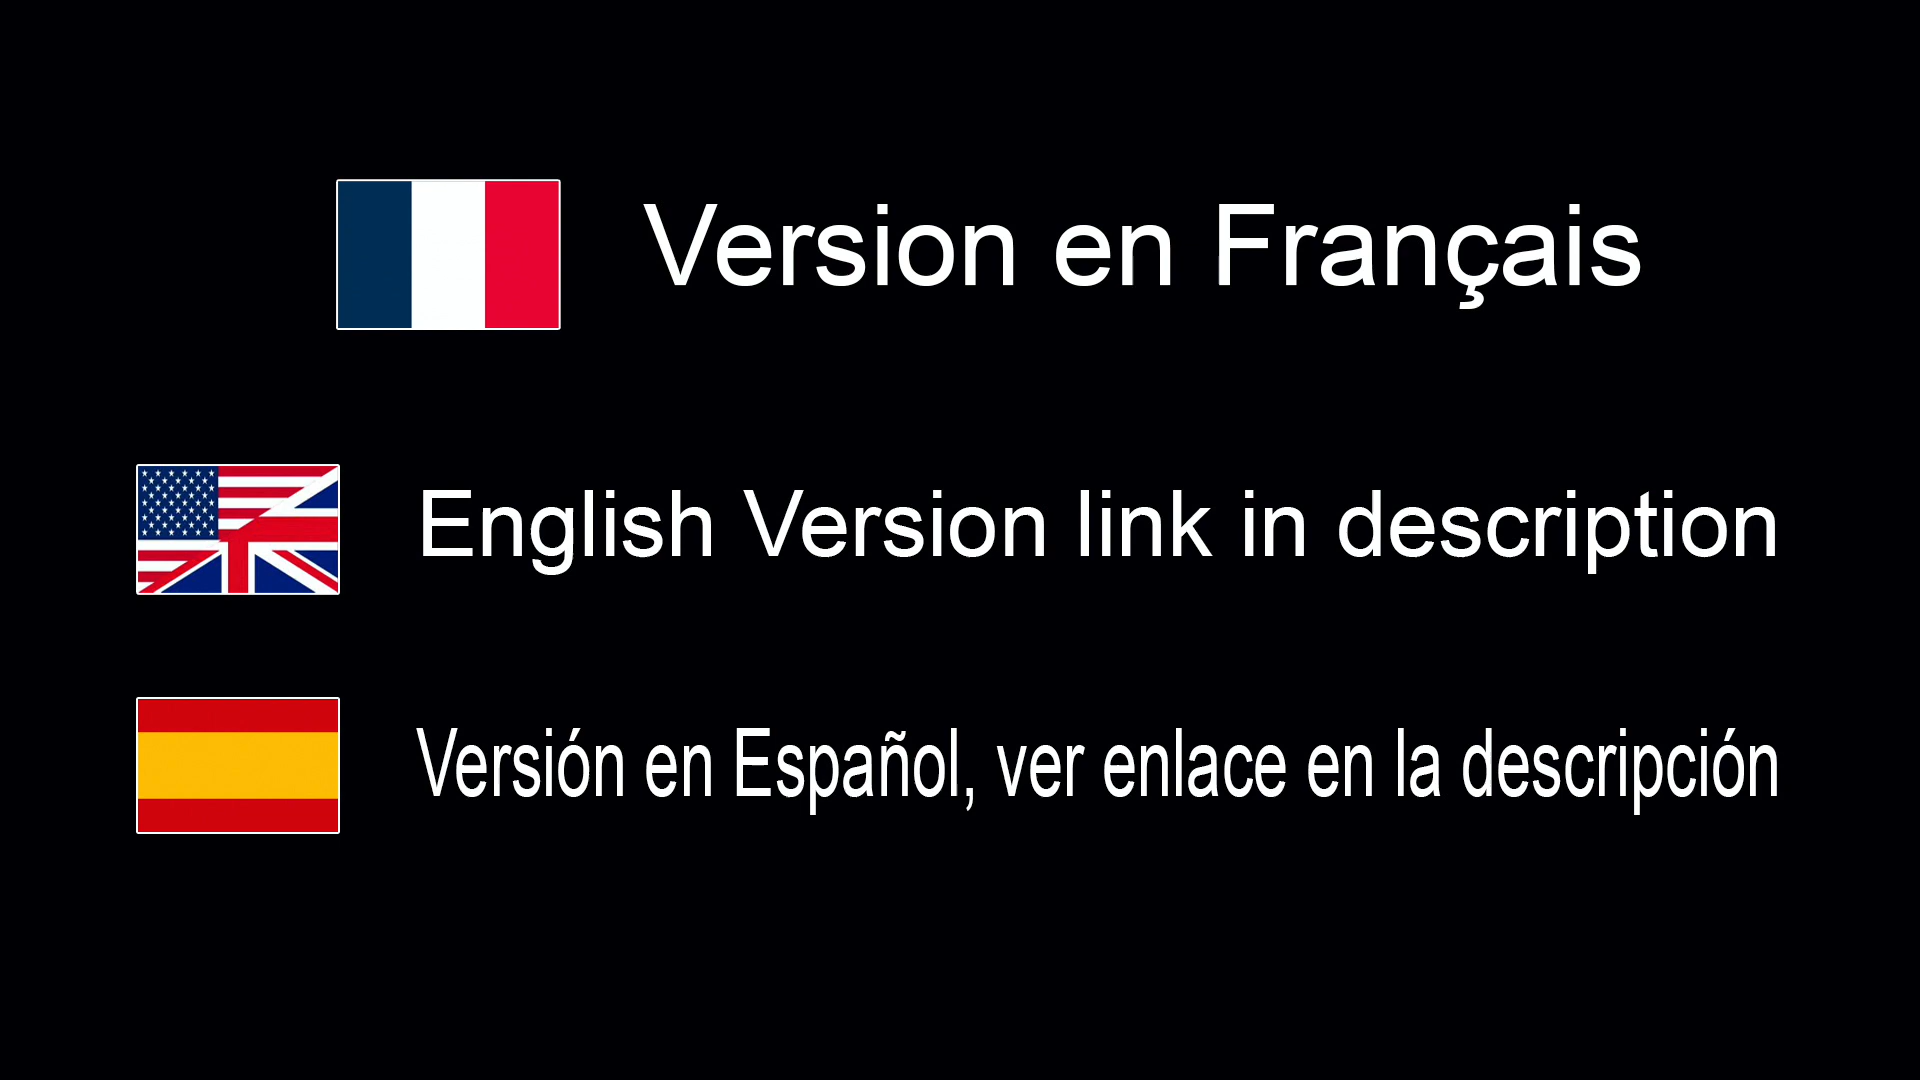 Version en Français
English Version link in description
Versión en Español, ver enlace en la descripción